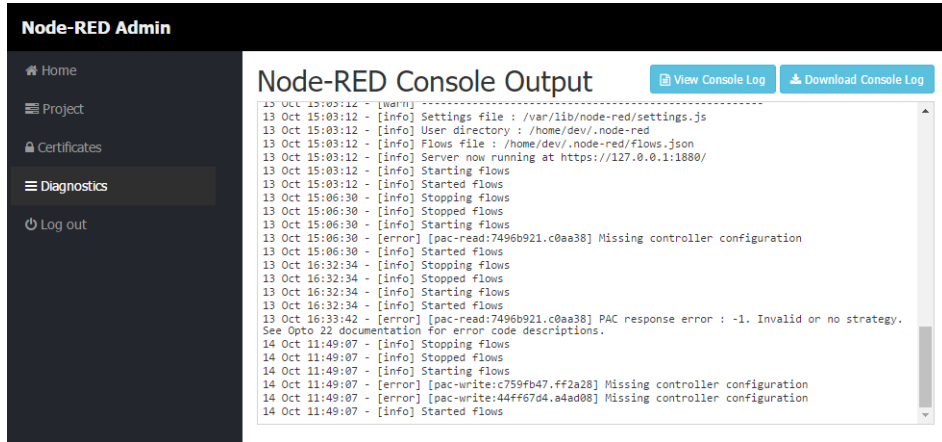 Node-RED Admin
Home
Project
Certificates
Diagnostics
Log out
Node-RED Console Output
View Console Log
Download Console Log
13 Oct 15:03:12 - [warn] ------------------------------------------------------
13 Oct 15:03:12 - [info] Settings file : /var/lib/node-red/settings.js
13 Oct 15:03:12 - [info] User directory : /home/dev/.node-red
13 Oct 15:03:12 - [info] Flows file : /home/dev/.node-red/flows.json
13 Oct 15:03:12 - [info] Server now running at https://127.0.0.1:1880/
13 Oct 15:03:12 - [info] Starting flows
13 Oct 15:03:12 - [info] Started flows
13 Oct 15:06:30 - [info] Stopping flows
13 Oct 15:06:30 - [info] Stopped flows
13 Oct 15:06:30 - [info] Starting flows
13 Oct 15:06:30 - [error] [pac-read:7496b921.c0aa38] Missing controller configuration
13 Oct 15:06:30 - [info] Started flows
13 Oct 16:32:34 - [info] Stopping flows
13 Oct 16:32:34 - [info] Stopped flows
13 Oct 16:32:34 - [info] Starting flows
13 Oct 16:32:34 - [info] Started flows
13 Oct 16:33:42 - [error] [pac-read:7496b921.c0aa38] PAC response error : -1. Invalid or no strategy.
See Opto 22 documentation for error code descriptions.
14 Oct 11:49:07 - [info] Stopping flows
14 Oct 11:49:07 - [info] Stopped flows
14 Oct 11:49:07 - [info] Starting flows
14 Oct 11:49:07 - [error] [pac-write:c759fb47.ff2a28] Missing controller configuration
14 Oct 11:49:07 - [error] [pac-write:44ff67d4.a4ad08] Missing controller configuration
14 Oct 11:49:07 - [info] Started flows